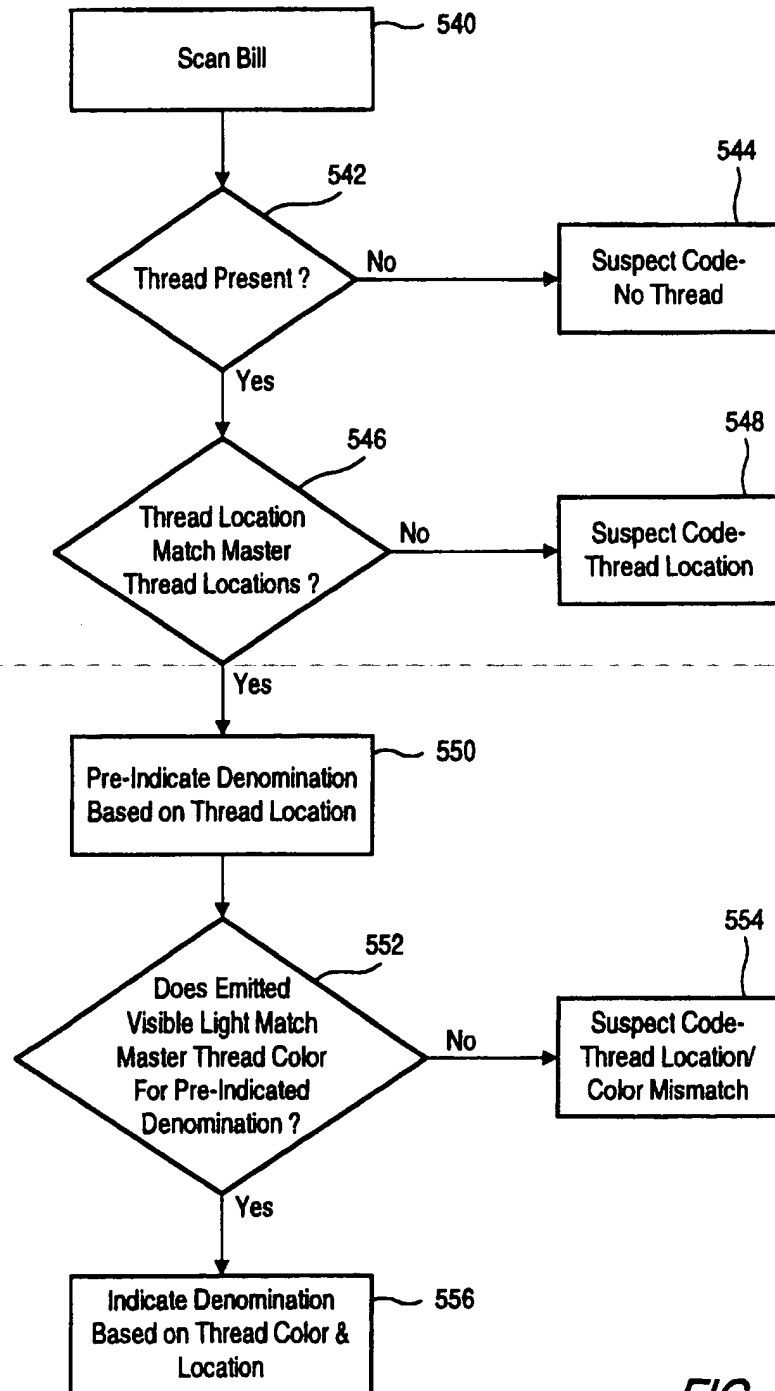 540
Scan Bill
542
544
Thread Present ?
No
Suspect Code-
No Thread
Yes
546
548
Thread Location
Match Master
Thread Locations ?
No
Suspect Code-
Thread Location
Yes
550
Pre-Indicate Denomination
Based on Thread Location
552
554
Does Emitted
Visible Light Match
Master Thread Color
For Pre-Indicated
Denomination ?
No
Suspect Code-
Thread Location/
Color Mismatch
Yes
556
Indicate Denomination
Based on Thread Color &
Location
FIG